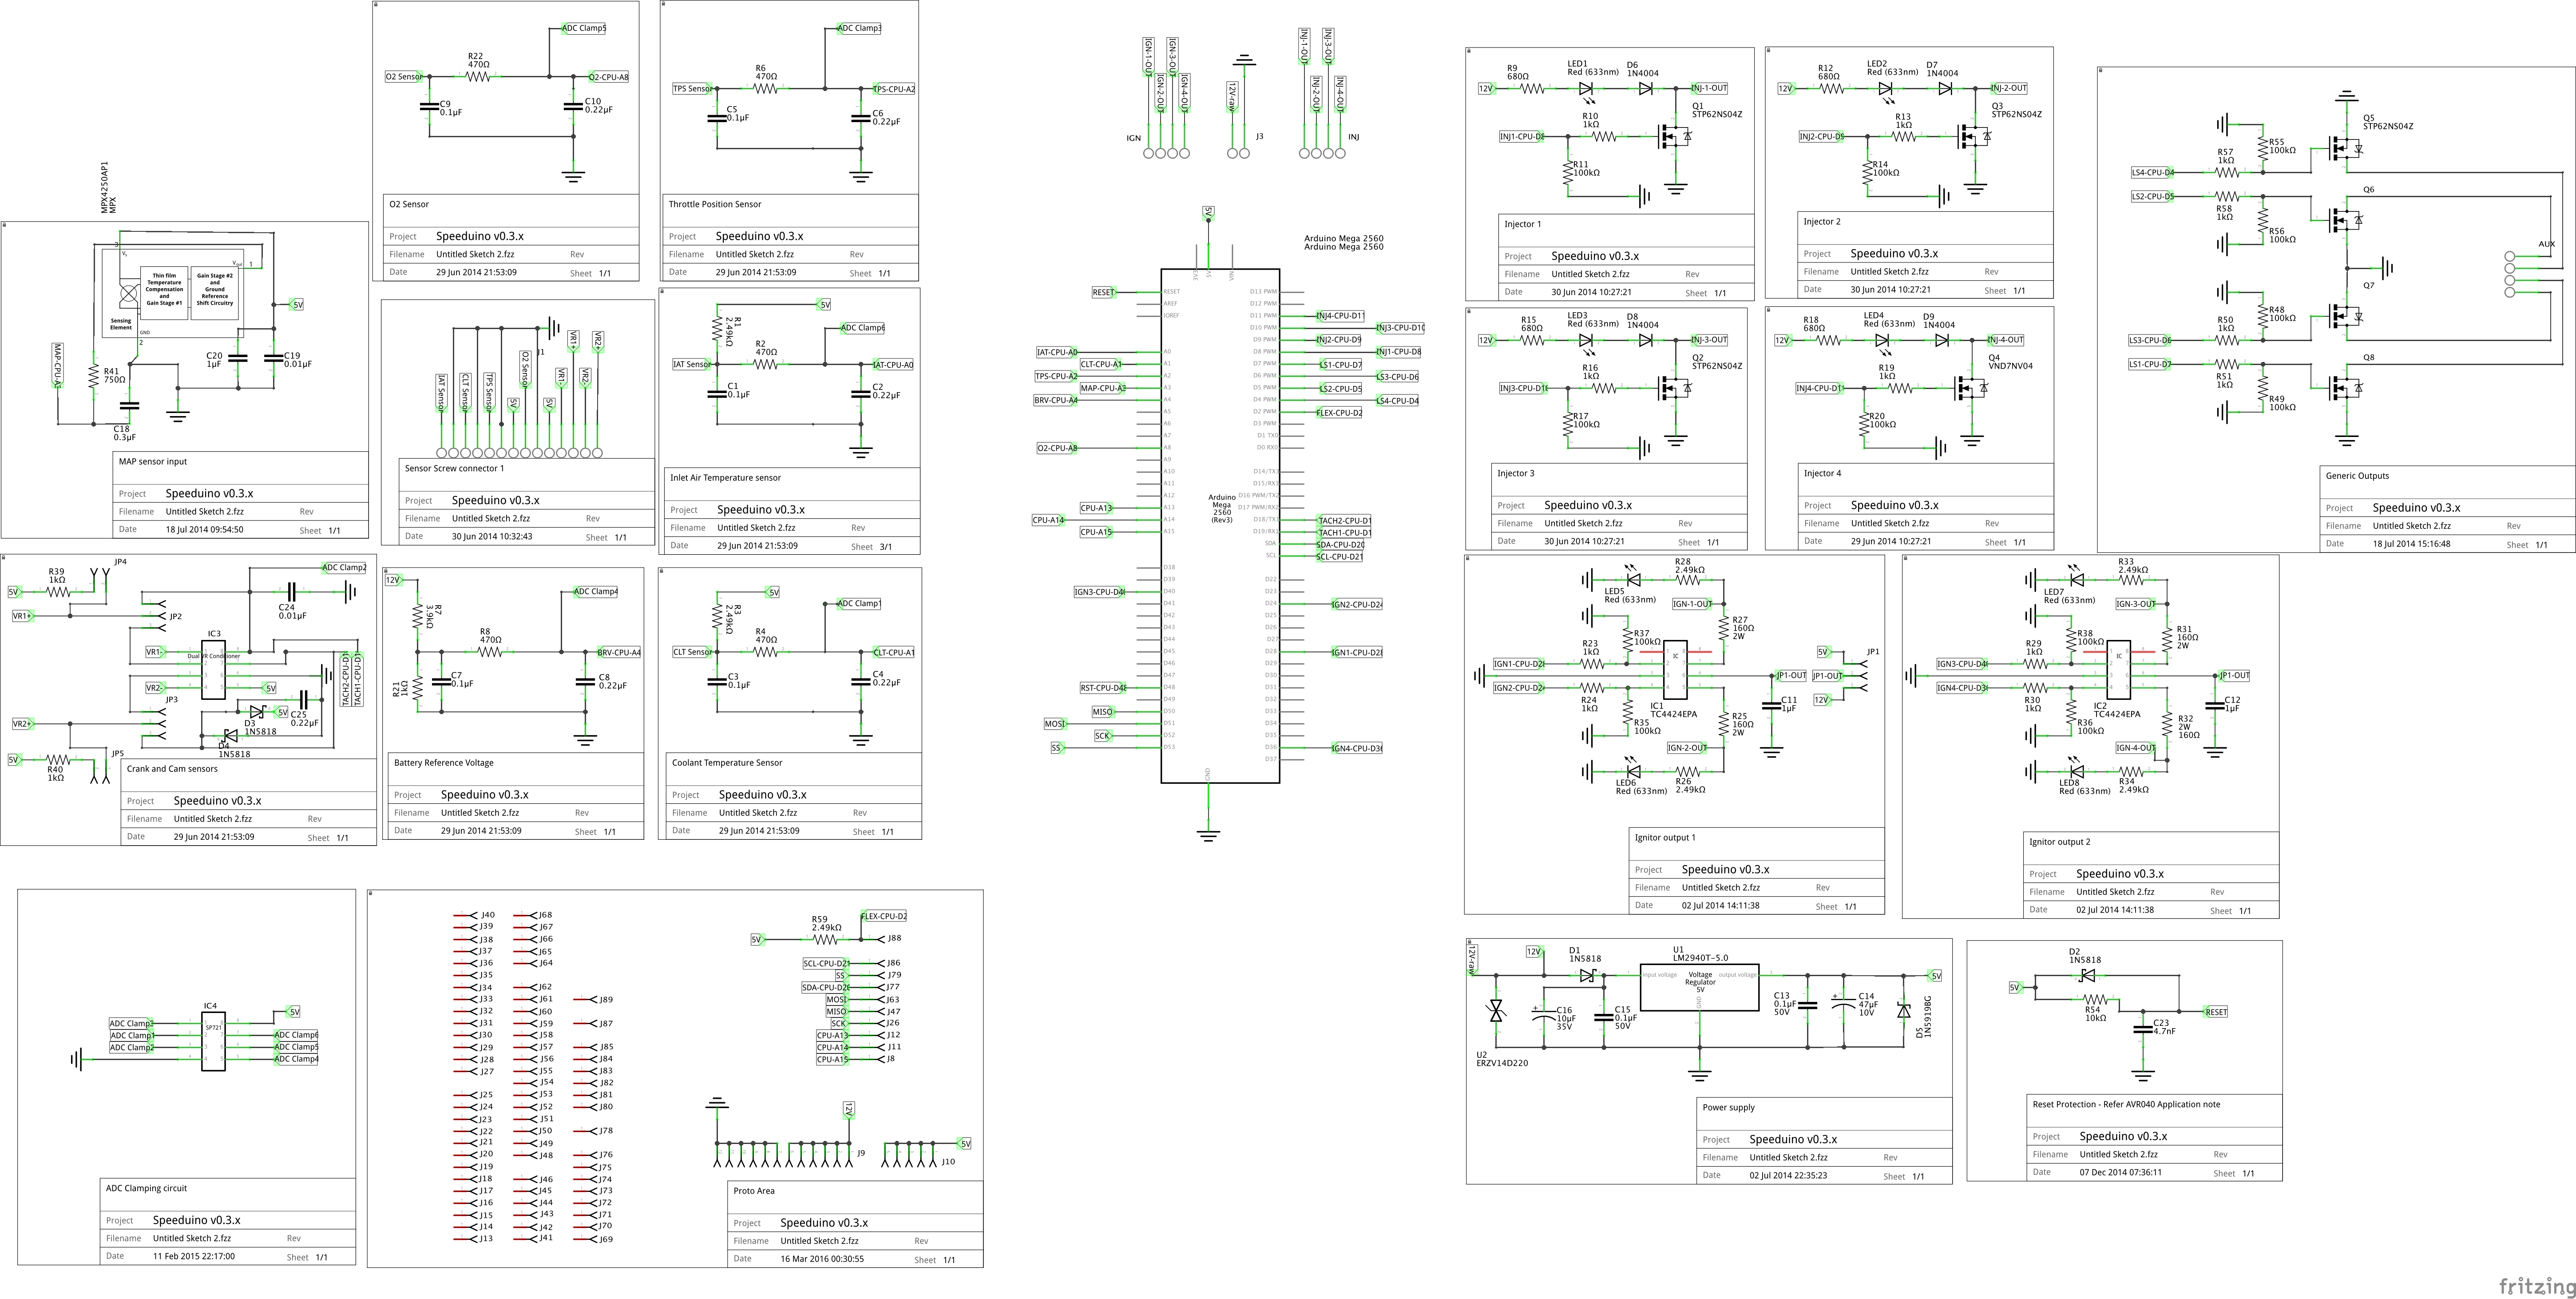 MPX4250AP1
MPX
3
Vs
Vout
1
Thin film
Temperature
Compensation
and
Gain Stage #1
Gain Stage #2
and
Ground
Reference
Shift Circuitry
Sensing
Element
GND
2
5V
C20
1µF
C19
0.01µF
R41
750Ω
C18
0.3µF
MAP sensor input
Project Speeduino v0.3.x
Filename Untitled Sketch 2.fzz Rev
Date 18 Jul 2014 09:54:50 Sheet 1/1
ADC Clamp5
R22
470Ω
O2 Sensor
O2-CPU-A8
C9
0.1µF
C10
0.22µF
O2 Sensor
Project Speeduino v0.3.x
Filename Untitled Sketch 2.fzz Rev
Date 29 Jun 2014 21:53:09 Sheet 1/1
ADC Clamp3
R6
470Ω
TPS Sensor
TPS-CPU-A2
C5
0.1µF
C6
0.22µF
Throttle Position Sensor
Project Speeduino v0.3.x
Filename Untitled Sketch 2.fzz Rev
Date 29 Jun 2014 21:53:09 Sheet 1/1
J1
IAT Sensor
CLT Sensor
TPS Sensor
5V
O2 Sensor
5V
VR1-
VR1+
VR2-
VR2+
Sensor Screw connector 1
Project Speeduino v0.3.x
Filename Untitled Sketch 2.fzz Rev
Date 30 Jun 2014 10:32:43 Sheet 1/1
5V
R1
2.49kΩ
ADC Clamp6
R2
470Ω
IAT Sensor
IAT-CPU-A0
C1
0.1µF
C2
0.22µF
Inlet Air Temperature sensor
Project Speeduino v0.3.x
Filename Untitled Sketch 2.fzz Rev
Date 29 Jun 2014 21:53:09 Sheet 3/1
JP4
R39
1kΩ
5V
VR1+
JP2
ADC Clamp2
C24
0.01µF
IC3
Dual VR Conditioner
VR1-
VR2-
5V
JP3
VR2+
C25
0.22µF
D3
1N5818
5V
D4
1N5818
5V
R40
1kΩ
JP5
TACH2-CPU-D1
TACH1-CPU-D1
Crank and Cam sensors
Project Speeduino v0.3.x
Filename Untitled Sketch 2.fzz Rev
Date 29 Jun 2014 21:53:09 Sheet 1/1
12V
R7
3.9kΩ
ADC Clamp4
R8
470Ω
BRV-CPU-A4
R21
1kΩ
C7
0.1µF
C8
0.22µF
Battery Reference Voltage
Project Speeduino v0.3.x
Filename Untitled Sketch 2.fzz Rev
Date 29 Jun 2014 21:53:09 Sheet 1/1
5V
R3
2.49kΩ
ADC Clamp1
R4
470Ω
CLT Sensor
CLT-CPU-A1
C3
0.1µF
C4
0.22µF
Coolant Temperature Sensor
Project Speeduino v0.3.x
Filename Untitled Sketch 2.fzz Rev
Date 29 Jun 2014 21:53:09 Sheet 1/1
IC4
SP721
5V
ADC Clamp1
ADC Clamp2
ADC Clamp6
ADC Clamp5
ADC Clamp4
ADC Clamping circuit
Project Speeduino v0.3.x
Filename Untitled Sketch 2.fzz Rev
Date 11 Feb 2015 22:17:00 Sheet 1/1
J40 J68
J39 J67
J38 J66
J37 J65
J36 J64
J35
J34 J62
J33 J61 J89
J32 J60
J31 J59 J87
J30 J58
J29 J57 J85
J28 J56 J84
J27 J55 J83
J54 J82
J25 J53 J81
J24 J52 J80
J23 J51
J22 J50 J78
J21 J49
J20 J48 J76
J19 J75
J18 J46 J74
J17 J45 J73
J16 J44 J72
J15 J43 J71
J14 J42 J70
J13 J41 J69
FLEX-CPU-D2
R59
2.49kΩ
5V
J88
SCL-CPU-D21 J86
SS J79
SDA-CPU-D20 J77
MOSI J63
MISO J47
SCK J26
CPU-A13 J12
CPU-A14 J11
CPU-A15 J8
12V
J9
5V
J10
Proto Area
Project Speeduino v0.3.x
Filename Untitled Sketch 2.fzz Rev
Date 16 Mar 2016 00:30:55 Sheet 1/1
IGN-1-OUT
IGN-2-OUT
IGN-3-OUT
IGN-4-OUT
IGN
12V-raw
J3
INJ-1-OUT
INJ-2-OUT
INJ-3-OUT
INJ-4-OUT
INJ
5V
Arduino Mega 2560
Arduino Mega 2560
VIN
RESET RESET D13 PWM
AREF D12 PWM
IOREF D11 PWM INJ4-CPU-D11
D10 PWM INJ3-CPU-D10
D9 PWM INJ2-CPU-D9
IAT-CPU-A0 A0 D8 PWM INJ1-CPU-D8
CLT-CPU-A1 A1 D7 PWM LS1-CPU-D7
TPS-CPU-A2 A2 D6 PWM LS3-CPU-D6
MAP-CPU-A3 A3 D5 PWM LS2-CPU-D5
BRV-CPU-A4 A4 D4 PWM LS4-CPU-D4
A5 D2 PWM FLEX-CPU-D2
A6 D3 PWM
A7 D1 TX0
O2-CPU-A8 A8 D0 RX0
A9
A10 D14/TX3
A11 D15/RX3
A12 D16 PWM/TX2
CPU-A13 A13 D17 PWM/RX2
CPU-A14 A14 D18/TX1 TACH2-CPU-D1
CPU-A15 A15 D19/RX1 TACH1-CPU-D1
SDA SDA-CPU-D20
SCL SCL-CPU-D21
Arduino
Mega
2560
(Rev3)
D38
D39 D22
IGN3-CPU-D40 D40 D23
D41 D24 IGN2-CPU-D24
D42 D25
D43 D26
D44 D27
D45 D28 IGN1-CPU-D28
D46 D29
D47 D30
RST-CPU-D48 D48 D31
D49 D32
MISO D50 D33
MOSI D51 D34
SCK D52 D35
SS D53 D36 IGN4-CPU-D36
D37
GND
R9
680Ω
LED1
Red (633nm)
D6
1N4004
12V
INJ-1-OUT
R10
1kΩ
Q1
STP62NS04Z
INJ1-CPU-D8
R11
100kΩ
Injector 1
Project Speeduino v0.3.x
Filename Untitled Sketch 2.fzz Rev
Date 30 Jun 2014 10:27:21 Sheet 1/1
R12
680Ω
LED2
Red (633nm)
D7
1N4004
12V
INJ-2-OUT
R13
1kΩ
Q3
STP62NS04Z
INJ2-CPU-D9
R14
100kΩ
Injector 2
Project Speeduino v0.3.x
Filename Untitled Sketch 2.fzz Rev
Date 30 Jun 2014 10:27:21 Sheet 1/1
R15
680Ω
LED3
Red (633nm)
D8
1N4004
12V
INJ-3-OUT
R16
1kΩ
Q2
STP62NS04Z
INJ3-CPU-D10
R17
100kΩ
Injector 3
Project Speeduino v0.3.x
Filename Untitled Sketch 2.fzz Rev
Date 30 Jun 2014 10:27:21 Sheet 1/1
R18
680Ω
LED4
Red (633nm)
D9
1N4004
12V
INJ-4-OUT
R19
1kΩ
Q4
VND7NV04
INJ4-CPU-D11
R20
100kΩ
Injector 4
Project Speeduino v0.3.x
Filename Untitled Sketch 2.fzz Rev
Date 29 Jun 2014 10:27:21 Sheet 1/1
Q5
STP62NS04Z
R57
1kΩ
R55
100kΩ
LS4-CPU-D4
LS2-CPU-D5
Q6
R58
1kΩ
R56
100kΩ
AUX
Q7
R50
1kΩ
R48
100kΩ
LS3-CPU-D6
LS1-CPU-D7
Q8
R51
1kΩ
R49
100kΩ
Generic Outputs
Project Speeduino v0.3.x
Filename Untitled Sketch 2.fzz Rev
Date 18 Jul 2014 15:16:48 Sheet 1/1
R28
2.49kΩ
LED5
Red (633nm)
IGN-1-OUT
R27
160Ω
2W
R37
100kΩ
R23
1kΩ
IC
IGN1-CPU-D28
IGN2-CPU-D24
R24
1kΩ
IC1
TC4424EPA
R35
100kΩ
R25
160Ω
2W
JP1-OUT
C11
1µF
5V
JP1
JP1-OUT
12V
IGN-2-OUT
LED6
Red (633nm)
R26
2.49kΩ
Ignitor output 1
Project Speeduino v0.3.x
Filename Untitled Sketch 2.fzz Rev
Date 02 Jul 2014 14:11:38 Sheet 1/1
R33
2.49kΩ
LED7
Red (633nm)
IGN-3-OUT
R31
160Ω
2W
R38
100kΩ
R29
1kΩ
IC
IGN3-CPU-D40
IGN4-CPU-D36
R30
1kΩ
IC2
TC4424EPA
R36
100kΩ
R32
2W
160Ω
JP1-OUT
C12
1µF
IGN-4-OUT
LED8
Red (633nm)
R34
2.49kΩ
Ignitor output 2
Project Speeduino v0.3.x
Filename Untitled Sketch 2.fzz Rev
Date 02 Jul 2014 14:11:38 Sheet 1/1
12V-raw
12V
D1
1N5818
U1
LM2940T-5.0
input voltage
Voltage
Regulator
5V
output voltage
GND
C16
10µF
35V
C15
0.1µF
50V
C13
0.1µF
50V
C14
47µF
10V
5V
D5
1N5919BG
U2
ERZV14D220
Power supply
Project Speeduino v0.3.x
Filename Untitled Sketch 2.fzz Rev
Date 02 Jul 2014 22:35:23 Sheet 1/1
D2
1N5818
5V
R54
10kΩ
RESET
C23
4.7nF
Reset Protection - Refer AVR040 Application note
Project Speeduino v0.3.x
Filename Untitled Sketch 2.fzz Rev
Date 07 Dec 2014 07:36:11 Sheet 1/1
fritzing